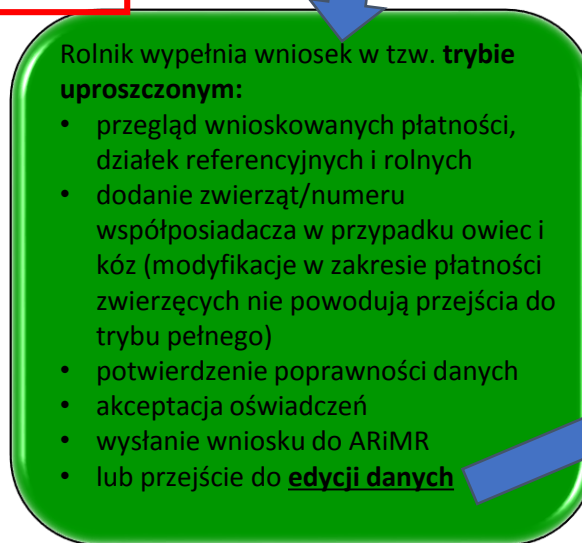 Rolnik wypełnia wniosek w tzw. trybie
uproszczonym:
• przegląd wnioskowanych płatności,
działek referencyjnych i rolnych
• dodanie zwierząt/numeru
współposiadacza w przypadku owiec i
kóz (modyfikacje w zakresie płatności
zwierzęcych nie powodują przejścia do
trybu pełnego)
• potwierdzenie poprawności danych
• akceptacja oświadczeń
• wysłanie wniosku do ARiMR
• lub przejście do edycji danych